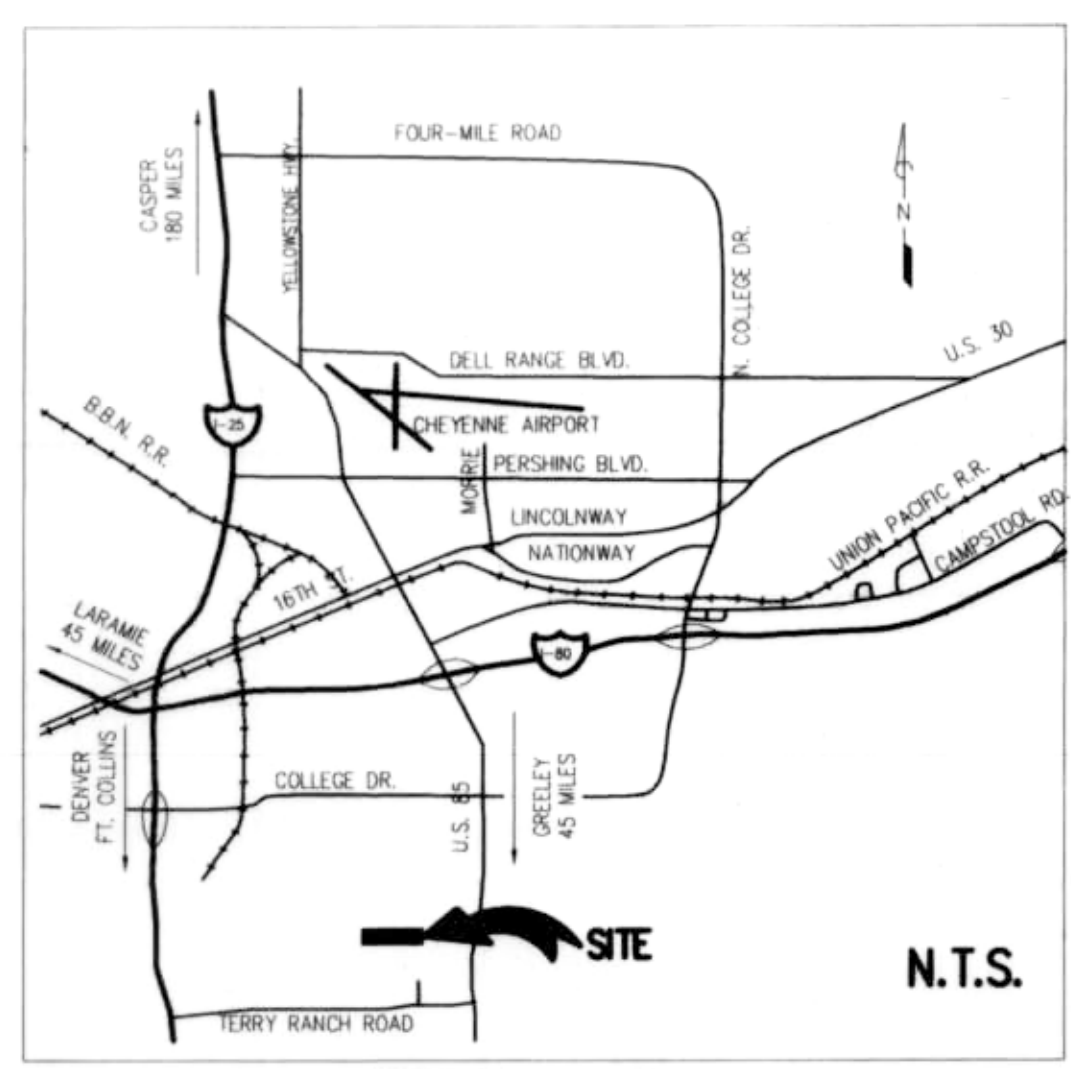 FOUR-MILE ROAD
CASPER
180 MILES
YELLOWSTONE HWY.
N
N. COLLEGE DR.
U.S. 30
DELL RANGE BLVD.
B.B.N. R.R.
I-25
CHEYENNE AIRPORT
MORRIE
PERSHING BLVD.
LINCOLNWAY
NATIONWAY
UNION PACIFIC R.R.
CAMPSTOOL RD.
16TH ST.
LARAMIE
45 MILES
I-80
DENVER
FT. COLLINS
COLLEGE DR.
U.S. 85
GREELEY
45 MILES
SITE
N.T.S.
TERRY RANCH ROAD